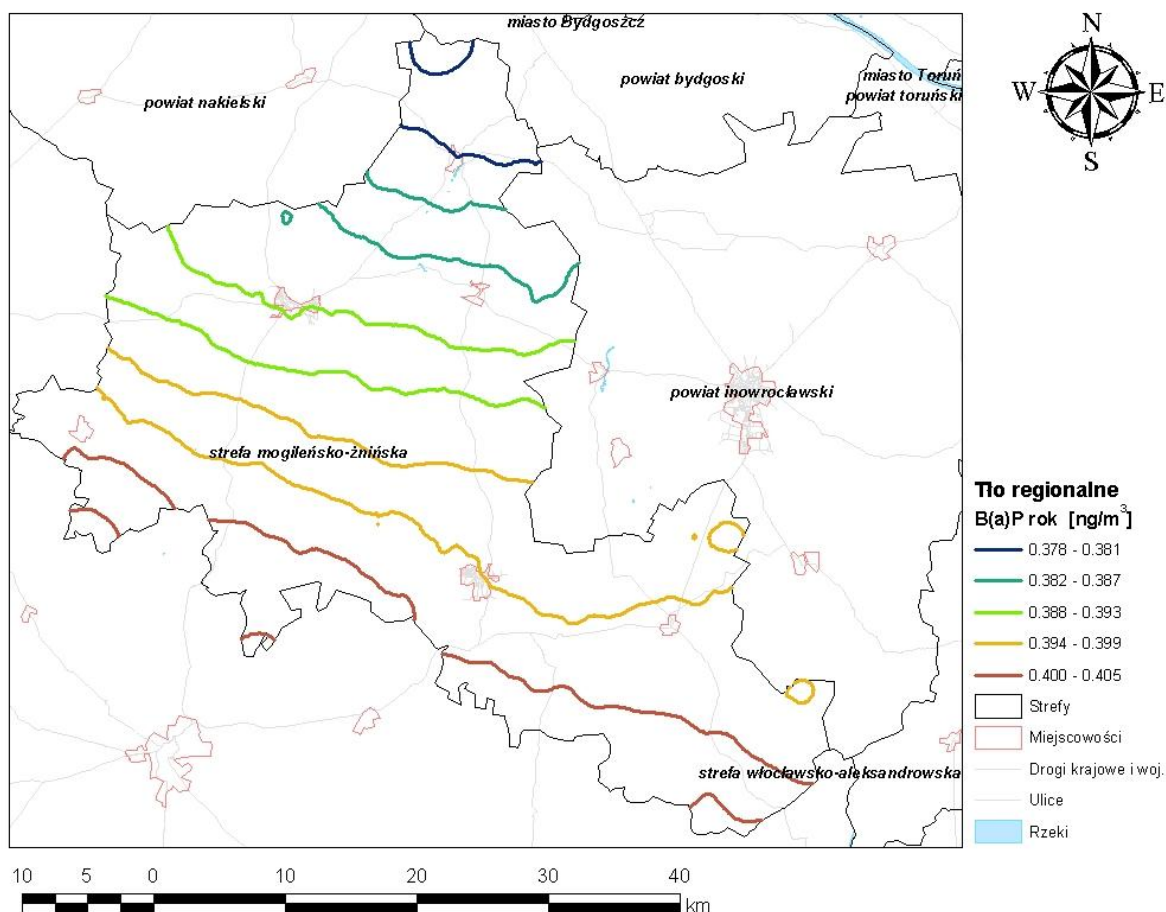 miasto Bydgoszcz
powiat nakielski
powiat bydgoski
miasto Toruń
powiat toruński
powiat inowrocławski
strefa mogileńsko-żnińska
strefa włocławsko-aleksandrowska
N
W
E
S
Tło regionalne
B(a)P rok [ng/m³]
0.378 - 0.381
0.382 - 0.387
0.388 - 0.393
0.394 - 0.399
0.400 - 0.405
Strefy
Miejscowości
Drogi krajowe i woj.
Ulice
Rzeki
10 5 0 10 20 30 40
km